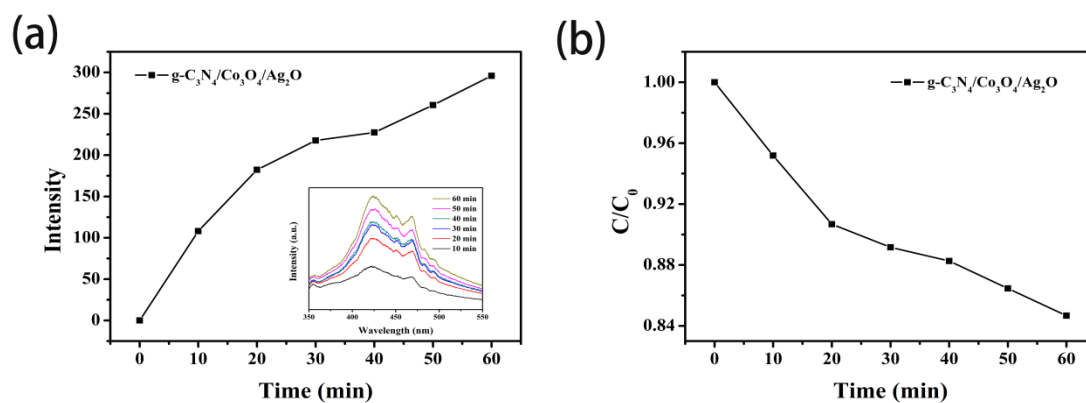 (a)
300
250
200
150
100
50
0
Intensity
g-C₃N₄/Co₃O₄/Ag₂O
0 10 20 30 40 50 60
Time (min)
Intensity (a.u.)
60 min
50 min
40 min
30 min
20 min
10 min
350 400 450 500 550
Wavelength (nm)
(b)
1.00
0.96
0.92
0.88
0.84
C/C₀
g-C₃N₄/Co₃O₄/Ag₂O
0 10 20 30 40 50 60
Time (min)